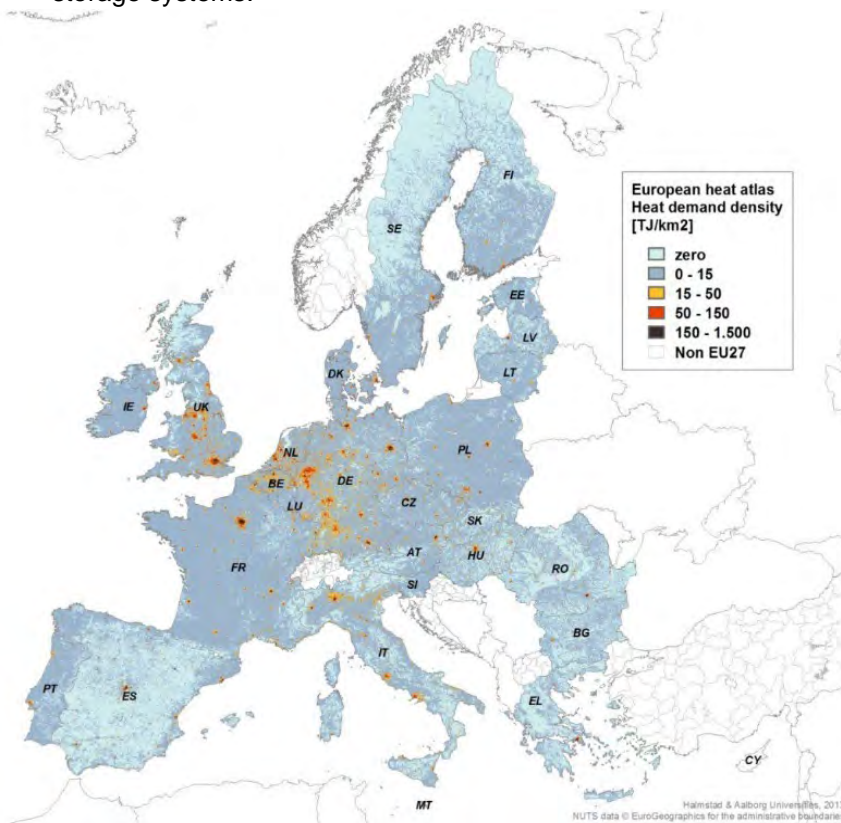 storage systems.
European heat atlas
Heat demand density
[TJ/km2]
zero
0 - 15
15 - 50
50 - 150
150 - 1.500
Non EU27
FI
SE
EE
LV
LT
DK
IE
UK
NL
PL
BE
DE
LU
CZ
SK
AT
HU
FR
SI
RO
BG
IT
PT
ES
EL
CY
MT
Halmstad & Aalborg Universities, 2013
NUTS data © EuroGeographics for the administrative boundaries